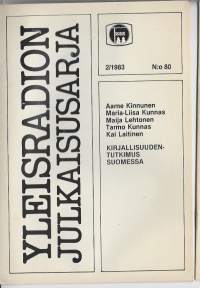 YLEISRADION
JULKAISUSARJA
2/1983 N:o 80
Aarne Kinnunen
Maria-Liisa Kunnas
Maija Lehtonen
Tarmo Kunnas
Kai Laitinen
KIRJALLISUUDEN-
TUTKIMUS
SUOMESSA